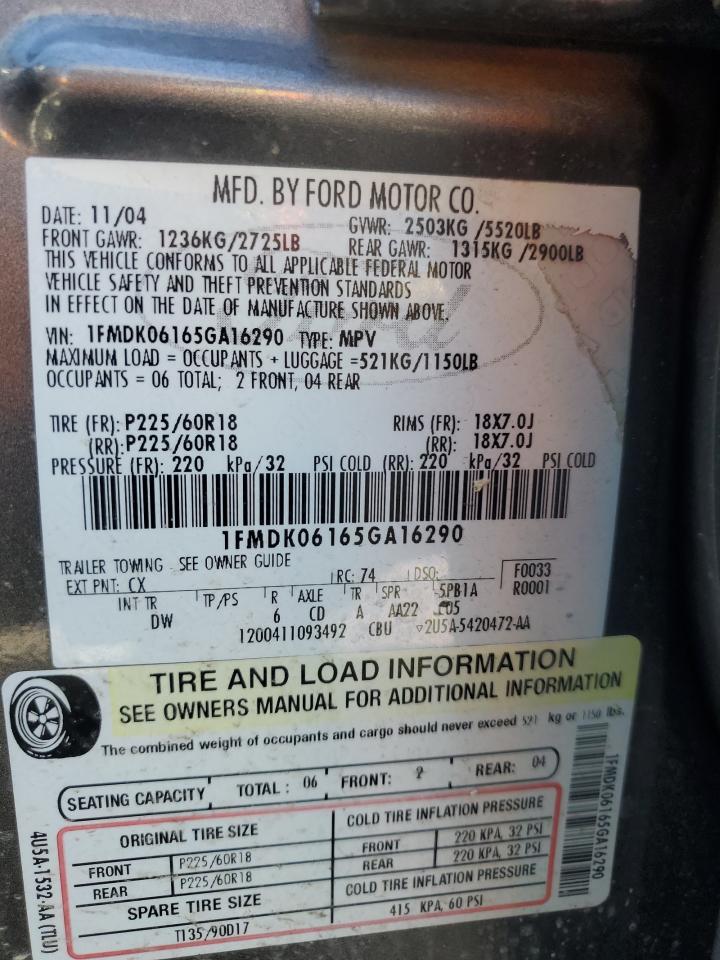 MFD. BY FORD MOTOR CO.
DATE: 11/04 GVWR: 2503KG /5520LB
FRONT GAWR: 1236KG/2725LB REAR GAWR: 1315KG /2900LB
THIS VEHICLE CONFORMS TO ALL APPLICABLE FEDERAL MOTOR
VEHICLE SAFETY AND THEFT PREVENTION STANDARDS
IN EFFECT ON THE DATE OF MANUFACTURE SHOWN ABOVE.
Ford
VIN: 1FMDK06165GA16290 TYPE: MPV
MAXIMUM LOAD = OCCUPANTS + LUGGAGE =521KG/1150LB
OCCUPANTS = 06 TOTAL; 2 FRONT, 04 REAR
TIRE (FR): P225/60R18 RIMS (FR): 18X7.0J
(RR): P225/60R18 (RR): 18X7.0J
PRESSURE (FR): 220 kPa/32 PSI COLD (RR): 220 kPa/32 PSI COLD
1FMDK06165GA16290
TRAILER TOWING - SEE OWNER GUIDE
EXT PNT: CX RC: 74 DSO: F0033
INT TR TP/PS R AXLE TR SPR 5PB1A R0001
DW 6 CD A AA22
1200411093492 CBU ▽2U5A-5420472-AA
TIRE AND LOAD INFORMATION
SEE OWNERS MANUAL FOR ADDITIONAL INFORMATION
The combined weight of occupants and cargo should never exceed 521 kg or 1150 lbs.
SEATING CAPACITY TOTAL : 06 FRONT: 2 REAR: 04
ORIGINAL TIRE SIZE COLD TIRE INFLATION PRESSURE
FRONT P225/60R18 FRONT 220 KPA, 32 PSI
REAR P225/60R18 REAR 220 KPA, 32 PSI
SPARE TIRE SIZE COLD TIRE INFLATION PRESSURE
T135/90D17 415 KPA, 60 PSI
4U5A-1532-AA (TLU)
1FMDK06165GA16290